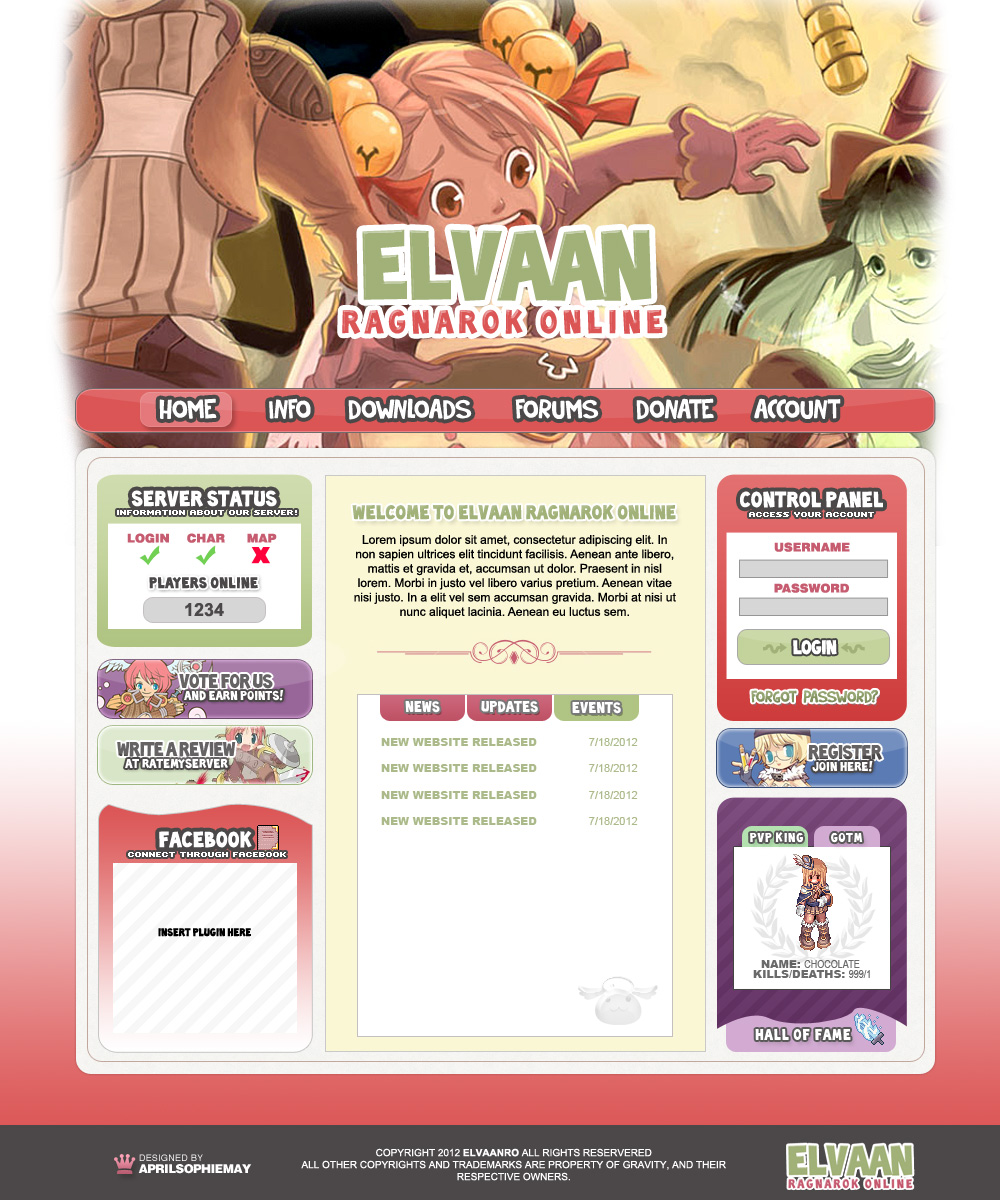 ELVAAN
RAGNAROK ONLINE
HOME INFO DOWNLOADS FORUMS DONATE ACCOUNT
SERVER STATUS
INFORMATION ABOUT OUR SERVER!
LOGIN CHAR MAP
PLAYERS ONLINE
1234
VOTE FOR US
AND EARN POINTS!
WRITE A REVIEW
AT RATEMYSERVER
FACEBOOK
CONNECT THROUGH FACEBOOK
INSERT PLUGIN HERE
WELCOME TO ELVAAN RAGNAROK ONLINE
Lorem ipsum dolor sit amet, consectetur adipiscing elit. In
non sapien ultrices elit tincidunt facilisis. Aenean ante libero,
mattis et gravida et, accumsan ut dolor. Praesent in nisl
lorem. Morbi in justo vel libero varius pretium. Aenean vitae
nisi justo. In a elit vel sem accumsan gravida. Morbi at nisi ut
nunc aliquet lacinia. Aenean eu luctus sem.
NEWS UPDATES EVENTS
NEW WEBSITE RELEASED 7/18/2012
NEW WEBSITE RELEASED 7/18/2012
NEW WEBSITE RELEASED 7/18/2012
NEW WEBSITE RELEASED 7/18/2012
CONTROL PANEL
ACCESS YOUR ACCOUNT
USERNAME
PASSWORD
LOGIN
FORGOT PASSWORD?
REGISTER
JOIN HERE!
PVP KING GOTM
NAME: CHOCOLATE
KILLS/DEATHS: 999/1
HALL OF FAME
DESIGNED BY
APRILSOPHIEMAY
COPYRIGHT 2012 ELVAANRO ALL RIGHTS RESERVERED
ALL OTHER COPYRIGHTS AND TRADEMARKS ARE PROPERTY OF GRAVITY, AND THEIR
RESPECTIVE OWNERS.
ELVAAN
RAGNAROK ONLINE